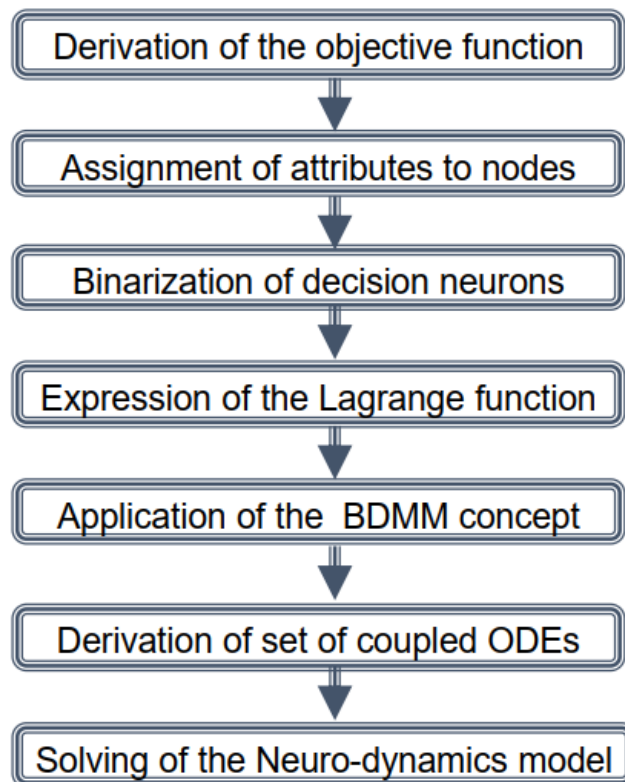 Derivation of the objective function
Assignment of attributes to nodes
Binarization of decision neurons
Expression of the Lagrange function
Application of the BDMM concept
Derivation of set of coupled ODEs
Solving of the Neuro-dynamics model